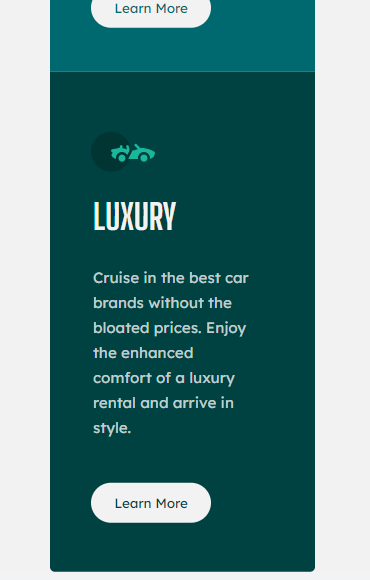 Learn More
LUXURY
Cruise in the best car
brands without the
bloated prices. Enjoy
the enhanced
comfort of a luxury
rental and arrive in
style.
Learn More